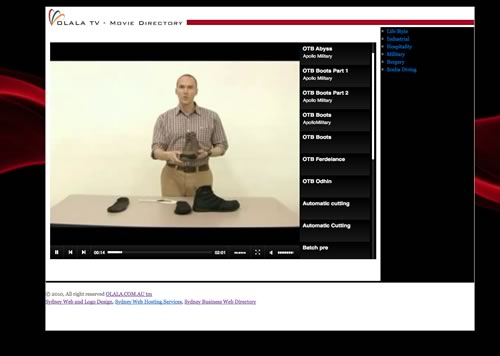 OLALA TV - MOVIE DIRECTORY
OTB Abyss
Apollo Military
OTB Boots Part 1
Apollo Military
OTB Boots Part 2
Apollo Military
OTB Boots
ApolloMilitary
OTB Boots
OTB Ferdelance
OTB Odhin
Automatic cutting
Automatic Cutting
Batch pre
00:14
02:01
Life Style
Industrial
Hospitality
Military
Surgery
Scuba Diving
© 2010, All right reserved OLALA.COM.AU tm
Sydney Web and Logo Design, Sydney Web Hosting Services, Sydney Business Web Directory